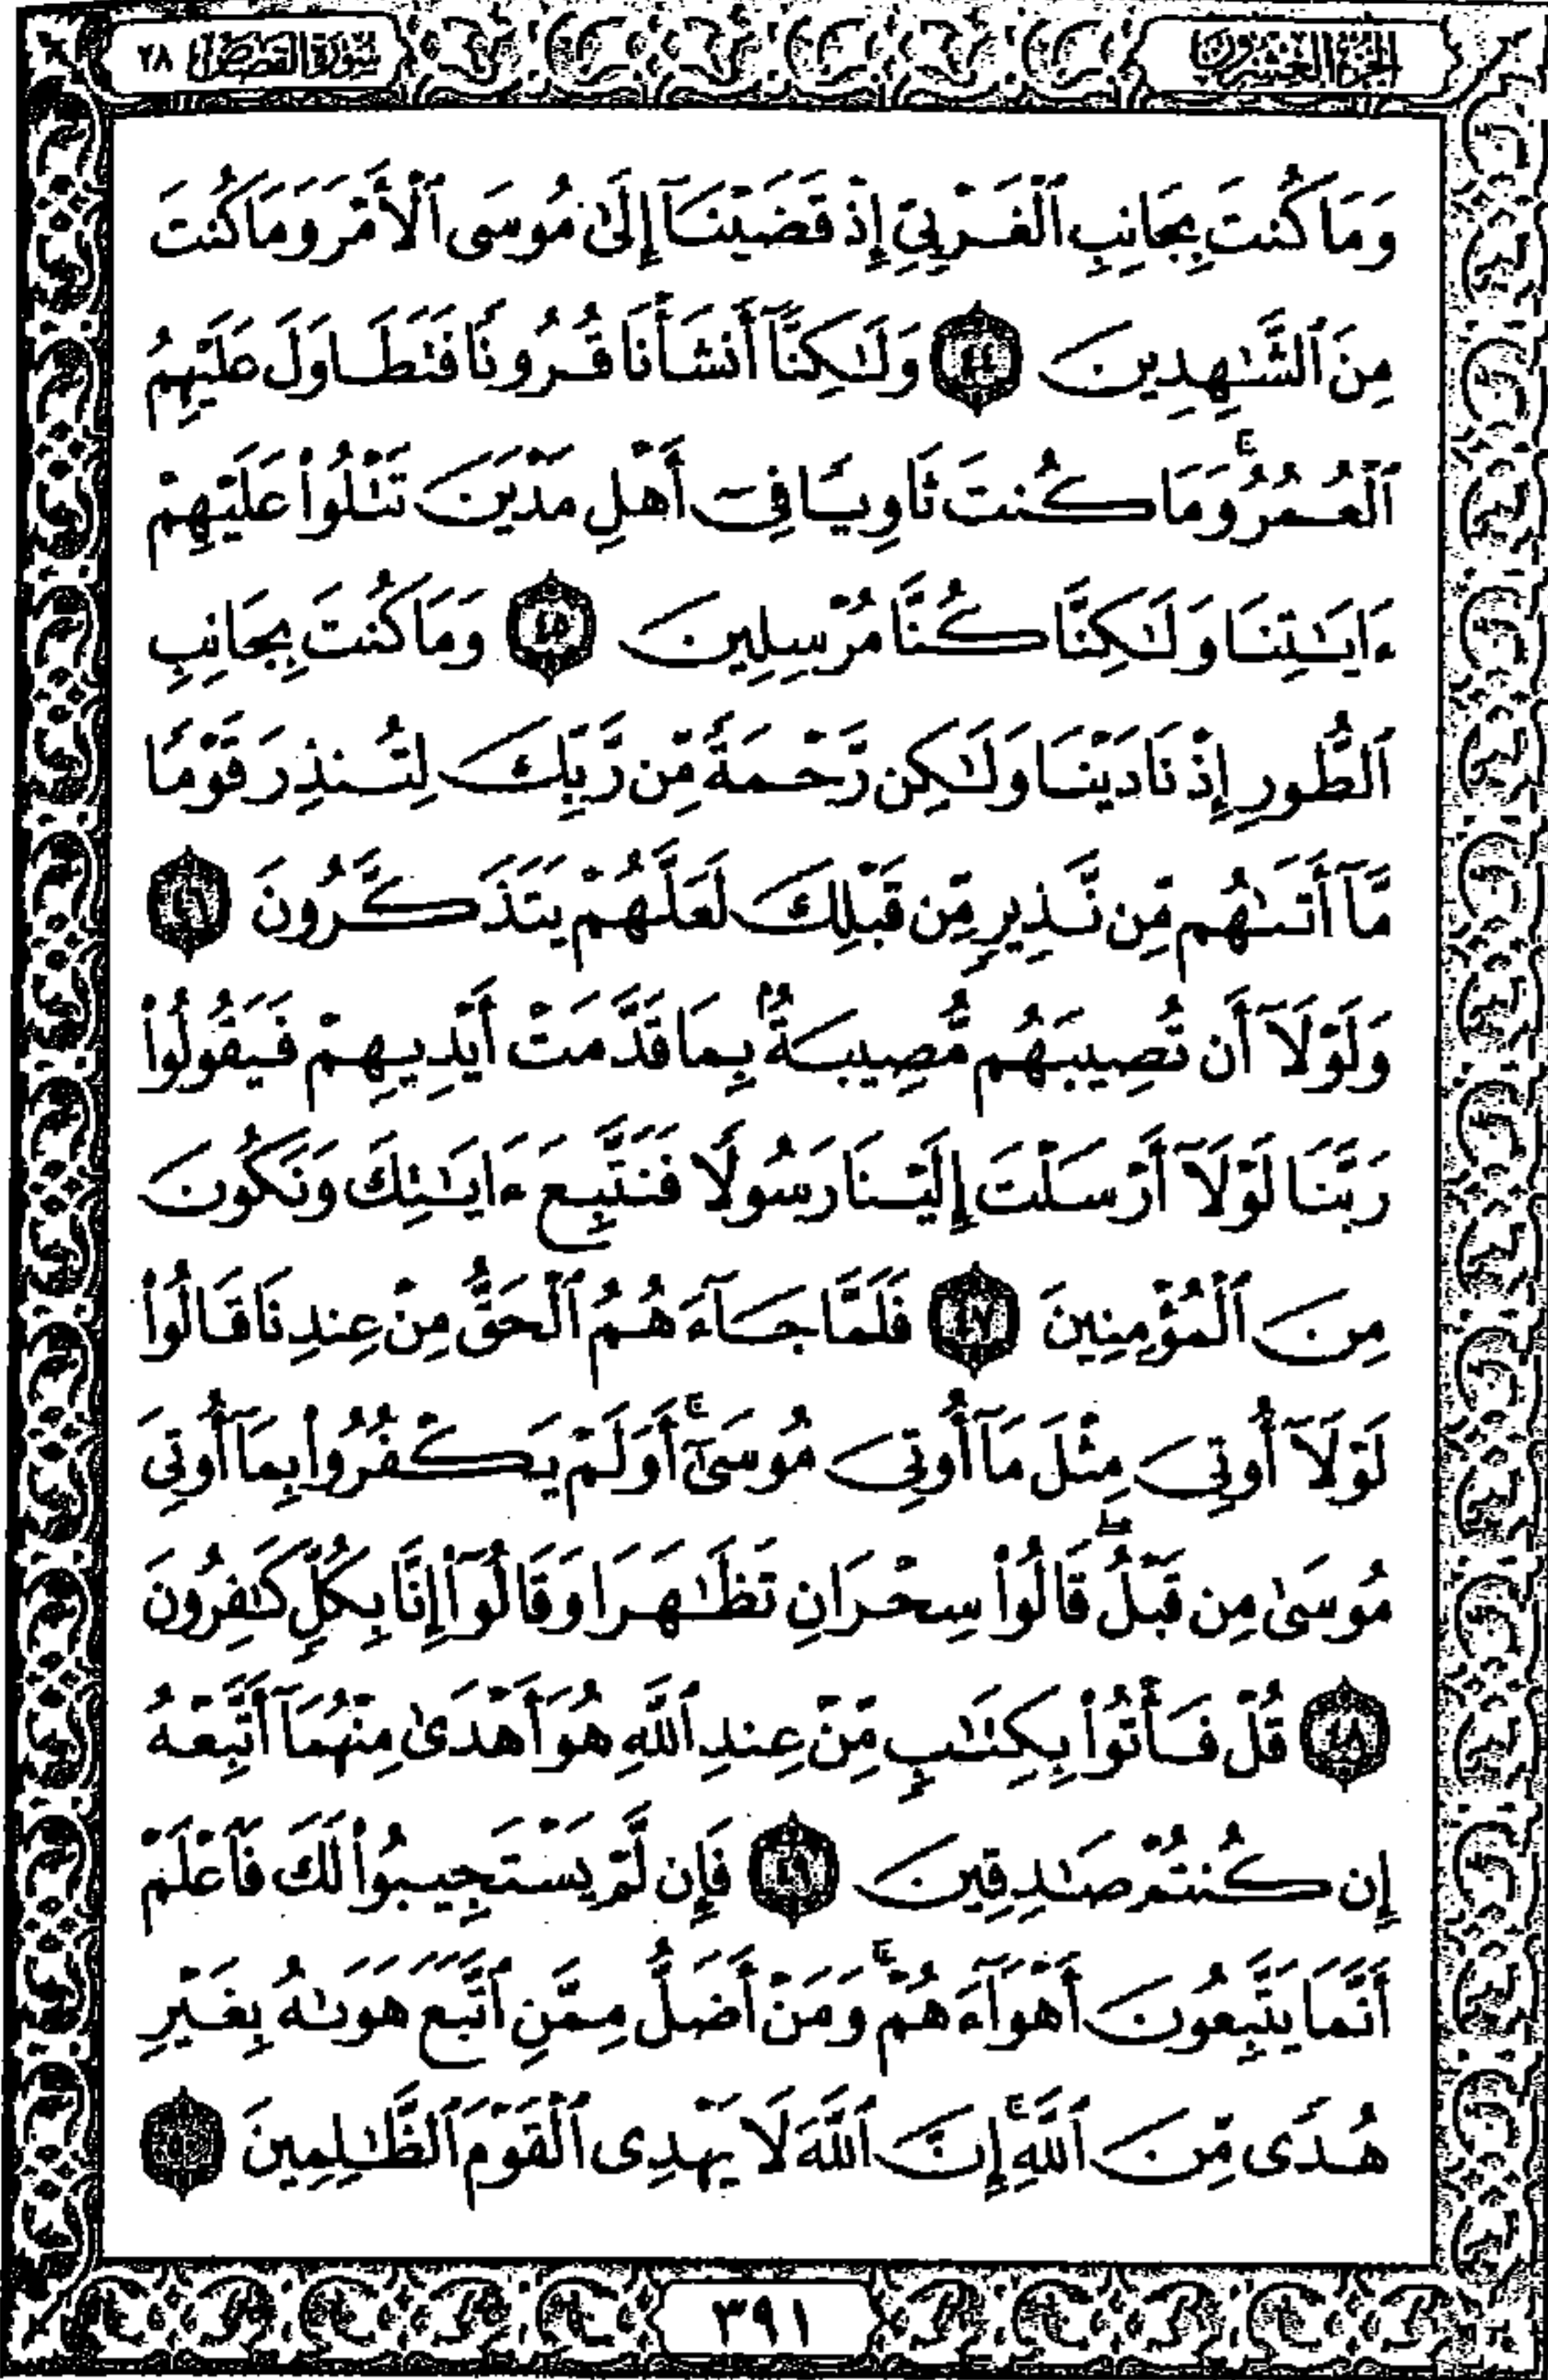 الجزء العشرون
سورة القصص ٢٨
وَمَا كُنتَ بِجَانِبِ ٱلْغَرْبِيِّ إِذْ قَضَيْنَآ إِلَىٰ مُوسَى ٱلْأَمْرَ وَمَا كُنتَ
مِنَ ٱلشَّٰهِدِينَ ٤٤ وَلَٰكِنَّآ أَنشَأْنَا قُرُونًا فَتَطَاوَلَ عَلَيْهِمُ
ٱلْعُمُرُ ۚ وَمَا كُنتَ ثَاوِيًا فِىٓ أَهْلِ مَدْيَنَ تَتْلُوا۟ عَلَيْهِمْ
ءَايَٰتِنَا وَلَٰكِنَّا كُنَّا مُرْسِلِينَ ٤٥ وَمَا كُنتَ بِجَانِبِ
ٱلطُّورِ إِذْ نَادَيْنَا وَلَٰكِن رَّحْمَةً مِّن رَّبِّكَ لِتُنذِرَ قَوْمًا
مَّآ أَتَىٰهُم مِّن نَّذِيرٍ مِّن قَبْلِكَ لَعَلَّهُمْ يَتَذَكَّرُونَ ٤٦
وَلَوْلَآ أَن تُصِيبَهُم مُّصِيبَةٌۢ بِمَا قَدَّمَتْ أَيْدِيهِمْ فَيَقُولُوا۟
رَبَّنَا لَوْلَآ أَرْسَلْتَ إِلَيْنَا رَسُولًا فَنَتَّبِعَ ءَايَٰتِكَ وَنَكُونَ
مِنَ ٱلْمُؤْمِنِينَ ٤٧ فَلَمَّا جَآءَهُمُ ٱلْحَقُّ مِنْ عِندِنَا قَالُوا۟
لَوْلَآ أُوتِىَ مِثْلَ مَآ أُوتِىَ مُوسَىٰٓ ۚ أَوَلَمْ يَكْفُرُوا۟ بِمَآ أُوتِىَ
مُوسَىٰ مِن قَبْلُ ۖ قَالُوا۟ سِحْرَانِ تَظَٰهَرَا وَقَالُوٓا۟ إِنَّا بِكُلٍّ كَٰفِرُونَ
٤٨ قُلْ فَأْتُوا۟ بِكِتَٰبٍ مِّنْ عِندِ ٱللَّهِ هُوَ أَهْدَىٰ مِنْهُمَآ أَتَّبِعْهُ
إِن كُنتُمْ صَٰدِقِينَ ٤٩ فَإِن لَّمْ يَسْتَجِيبُوا۟ لَكَ فَٱعْلَمْ
أَنَّمَا يَتَّبِعُونَ أَهْوَآءَهُمْ ۚ وَمَنْ أَضَلُّ مِمَّنِ ٱتَّبَعَ هَوَىٰهُ بِغَيْرِ
هُدًى مِّنَ ٱللَّهِ ۚ إِنَّ ٱللَّهَ لَا يَهْدِى ٱلْقَوْمَ ٱلظَّٰلِمِينَ ٥٠
٣٩١